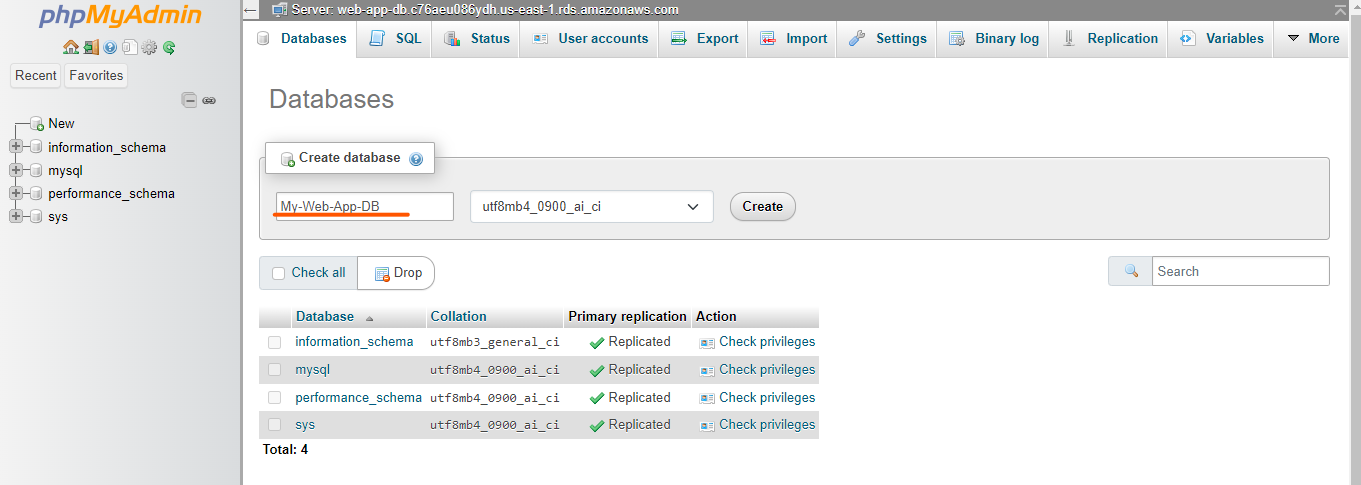 phpMyAdmin
Recent Favorites
New
information_schema
mysql
performance_schema
sys
Server: web-app-db.c76aeu086ydh.us-east-1.rds.amazonaws.com
Databases SQL Status User accounts Export Import Settings Binary log Replication Variables More
Databases
Create database
My-Web-App-DB utf8mb4_0900_ai_ci Create
Check all Drop Search
Database Collation Primary replication Action
information_schema utf8mb3_general_ci Replicated Check privileges
mysql utf8mb4_0900_ai_ci Replicated Check privileges
performance_schema utf8mb4_0900_ai_ci Replicated Check privileges
sys utf8mb4_0900_ai_ci Replicated Check privileges
Total: 4